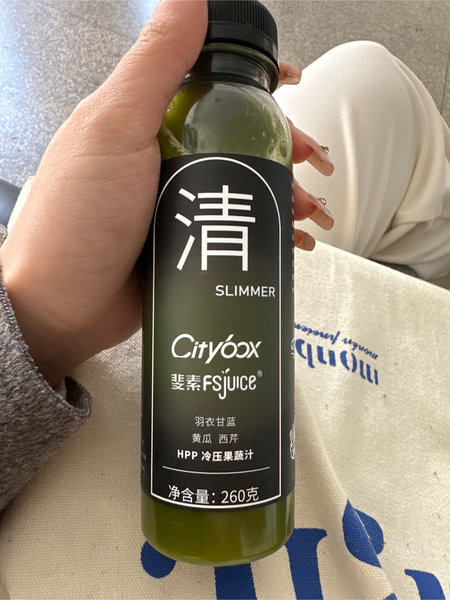 清
SLIMMER
Citybox
斐素FSjuice®
羽衣甘蓝
黄瓜 西芹
HPP 冷压果蔬汁
净含量：260克